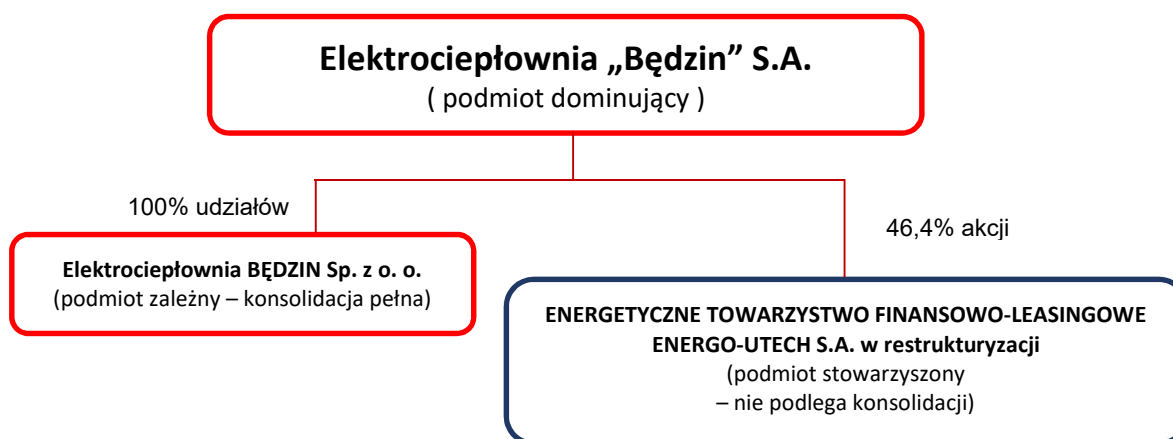 Elektrociepłownia „Będzin” S.A.
( podmiot dominujący )
100% udziałów
46,4% akcji
Elektrociepłownia BĘDZIN Sp. z o. o.
(podmiot zależny – konsolidacja pełna)
ENERGETYCZNE TOWARZYSTWO FINANSOWO-LEASINGOWE
ENERGO-UTECH S.A. w restrukturyzacji
(podmiot stowarzyszony
– nie podlega konsolidacji)